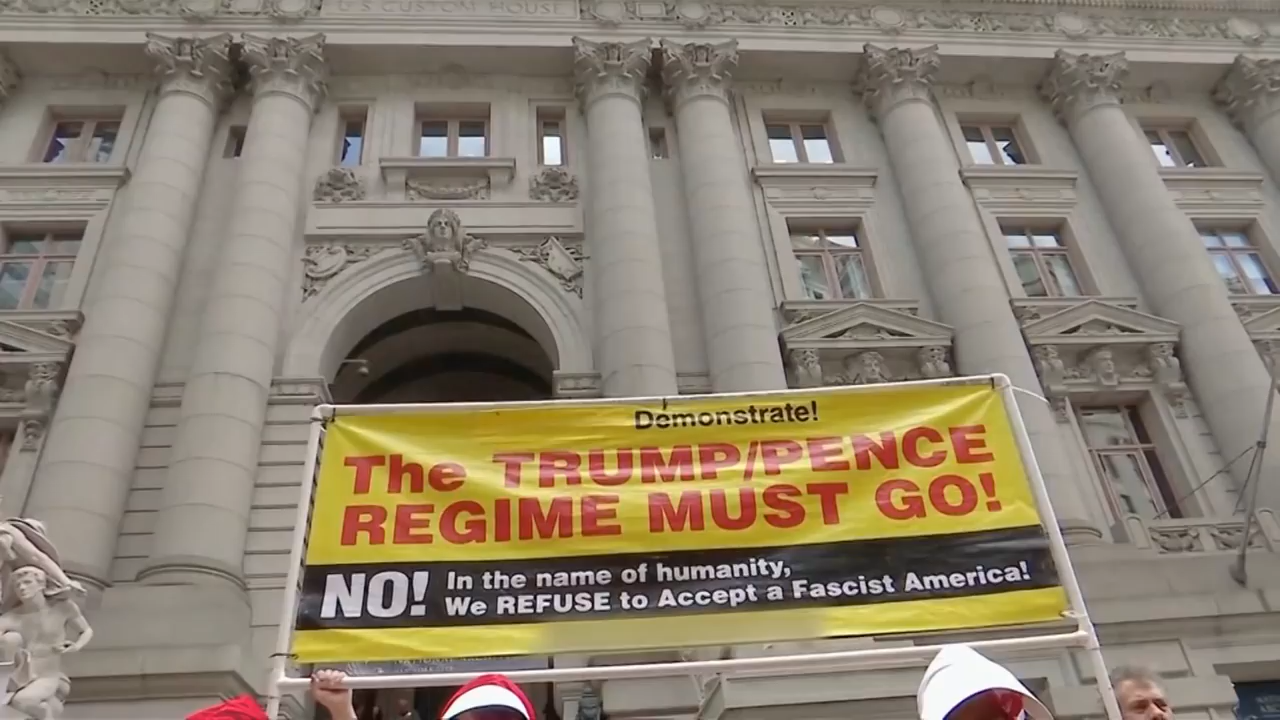 U.S CUSTOM HOUSE
Demonstrate!
The TRUMP/PENCE
REGIME MUST GO!
NO!
In the name of humanity,
We REFUSE to Accept a Fascist America!